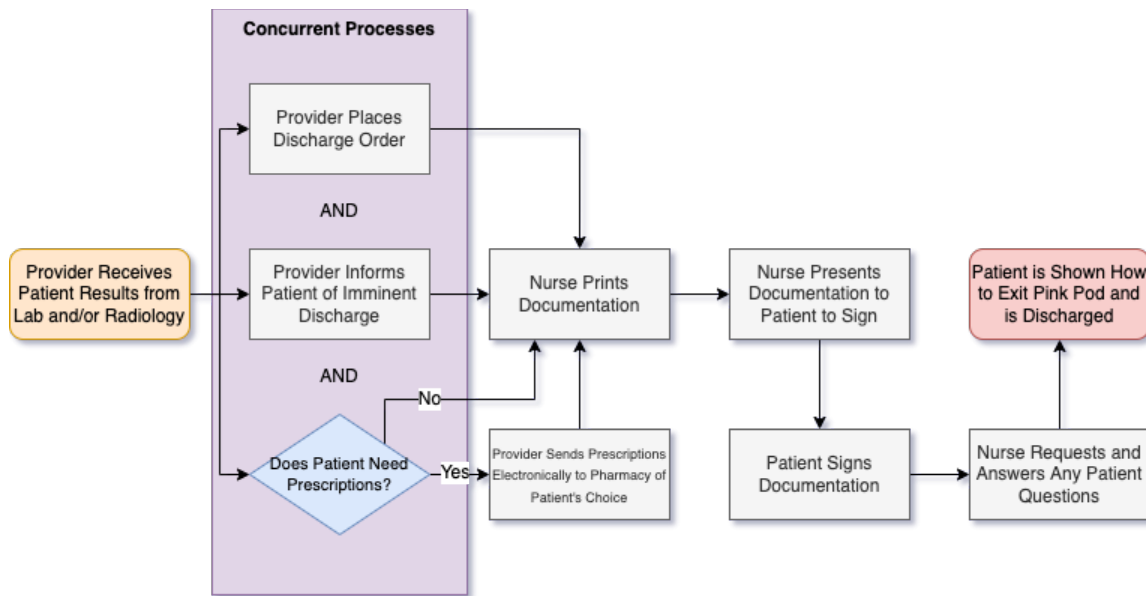 Concurrent Processes
Provider Places
Discharge Order
AND
Provider Receives
Patient Results from
Lab and/or Radiology
Provider Informs
Patient of Imminent
Discharge
Nurse Prints
Documentation
Nurse Presents
Documentation to
Patient to Sign
Patient is Shown How
to Exit Pink Pod and
is Discharged
AND
No
Does Patient Need
Prescriptions?
Yes
Provider Sends Prescriptions
Electronically to Pharmacy of
Patient's Choice
Patient Signs
Documentation
Nurse Requests and
Answers Any Patient
Questions